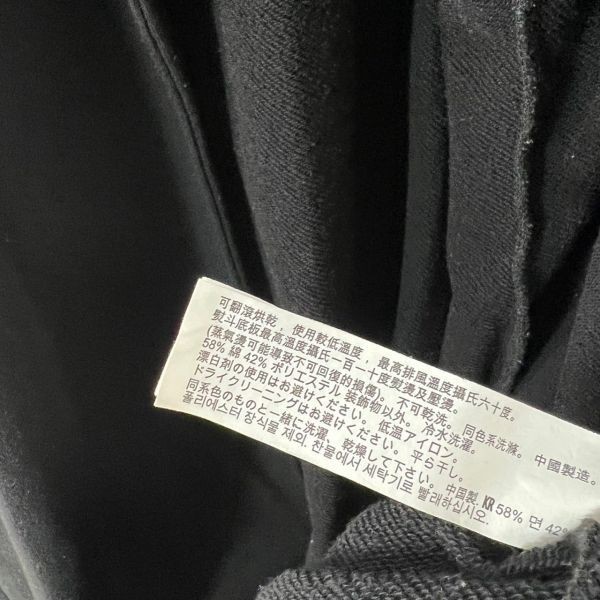 可翻滾烘乾，使用較低溫度，最高排風溫度攝氏六十度。
熨斗底板最高溫度攝氏一百一十度熨燙及壓燙。
(蒸氣燙可能導致不可回復的損傷)。不可乾洗。同色系洗滌。中國製造。
58% 綿 42% ポリエステル 装飾物以外。冷水洗濯。
漂白剤の使用はお避けください。低温アイロン。
ドライクリーニングはお避けください。平ら干し。
同系色のものと一緒に洗濯、乾燥して下さい。中国製. KR 58% 면 42%
폴리에스터 장식물 제외. 찬물에서 세탁기로 빨래하십시오.